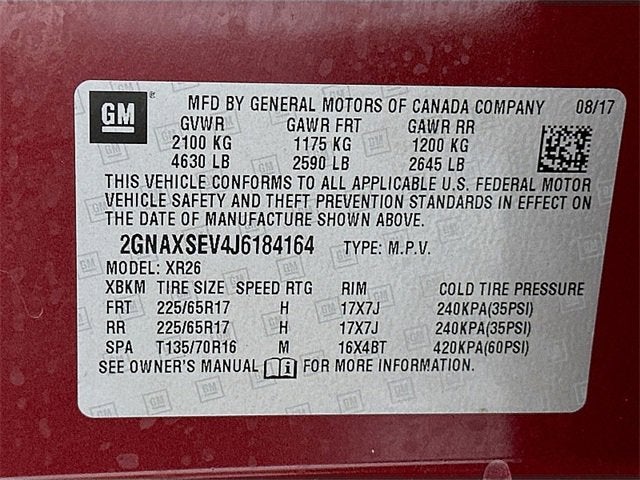 GM ® MFD BY GENERAL MOTORS OF CANADA COMPANY 08/17
GVWR GAWR FRT GAWR RR
2100 KG 1175 KG 1200 KG
4630 LB 2590 LB 2645 LB
THIS VEHICLE CONFORMS TO ALL APPLICABLE U.S. FEDERAL MOTOR
VEHICLE SAFETY AND THEFT PREVENTION STANDARDS IN EFFECT ON
THE DATE OF MANUFACTURE SHOWN ABOVE.
2GNAXSEV4J6184164 TYPE: M.P.V.
MODEL: XR26
XBKM TIRE SIZE SPEED RTG RIM COLD TIRE PRESSURE
FRT 225/65R17 H 17X7J 240KPA(35PSI)
RR 225/65R17 H 17X7J 240KPA(35PSI)
SPA T135/70R16 M 16X4BT 420KPA(60PSI)
SEE OWNER'S MANUAL FOR MORE INFORMATION.